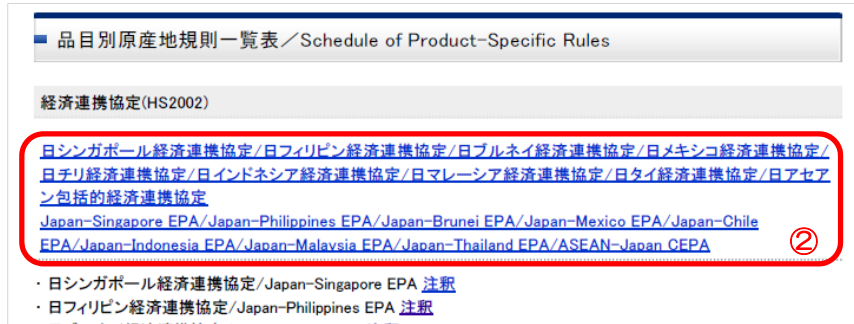 品目別原産地規則一覧表／Schedule of Product-Specific Rules
経済連携協定(HS2002)
日シンガポール経済連携協定/日フィリピン経済連携協定/日ブルネイ経済連携協定/日メキシコ経済連携協定/
日チリ経済連携協定/日インドネシア経済連携協定/日マレーシア経済連携協定/日タイ経済連携協定/日アセア
ン包括的経済連携協定
Japan-Singapore EPA/Japan-Philippines EPA/Japan-Brunei EPA/Japan-Mexico EPA/Japan-Chile
EPA/Japan-Indonesia EPA/Japan-Malaysia EPA/Japan-Thailand EPA/ASEAN-Japan CEPA
②
・日シンガポール経済連携協定/Japan-Singapore EPA 注釈
・日フィリピン経済連携協定/Japan-Philippines EPA 注釈